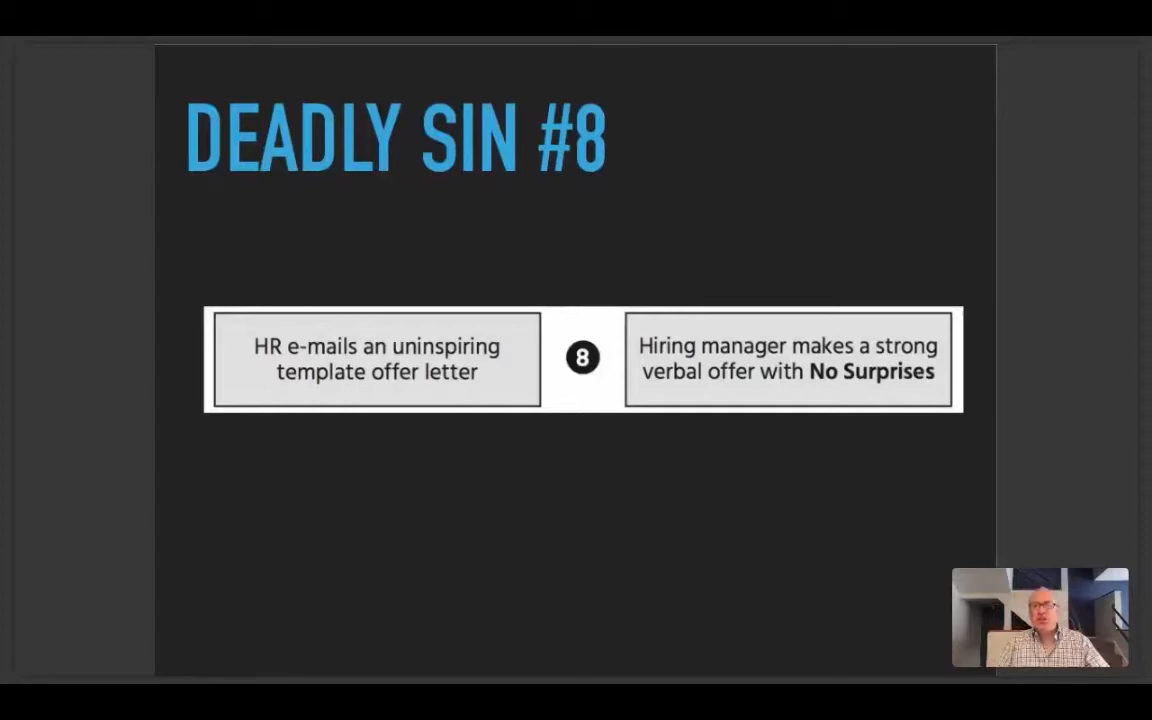 DEADLY SIN #8
HR e-mails an uninspiring
template offer letter
8
Hiring manager makes a strong
verbal offer with No Surprises